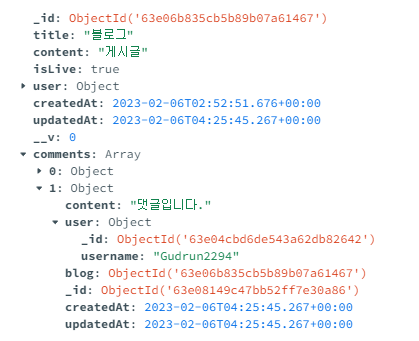 _id: ObjectId('63e06b835cb5b89b07a61467')
title: "블로그"
content: "게시글"
isLive: true
user: Object
createdAt: 2023-02-06T02:52:51.676+00:00
updatedAt: 2023-02-06T04:25:45.267+00:00
__v: 0
comments: Array
0: Object
1: Object
content: "댓글입니다."
user: Object
_id: ObjectId('63e04cbd6de543a62db82642')
username: "Gudrun2294"
blog: ObjectId('63e06b835cb5b89b07a61467')
_id: ObjectId('63e08149c47bb52ff7e30a86')
createdAt: 2023-02-06T04:25:45.267+00:00
updatedAt: 2023-02-06T04:25:45.267+00:00